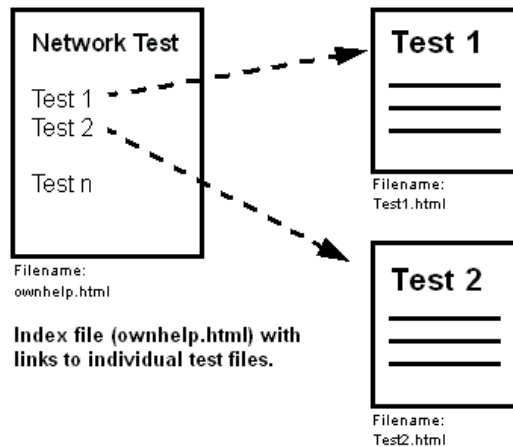 Network Test
Test 1
Test 2
Test n
Filename:
ownhelp.html
Index file (ownhelp.html) with
links to individual test files.
Test 1
Filename:
Test1.html
Test 2
Filename:
Test2.html